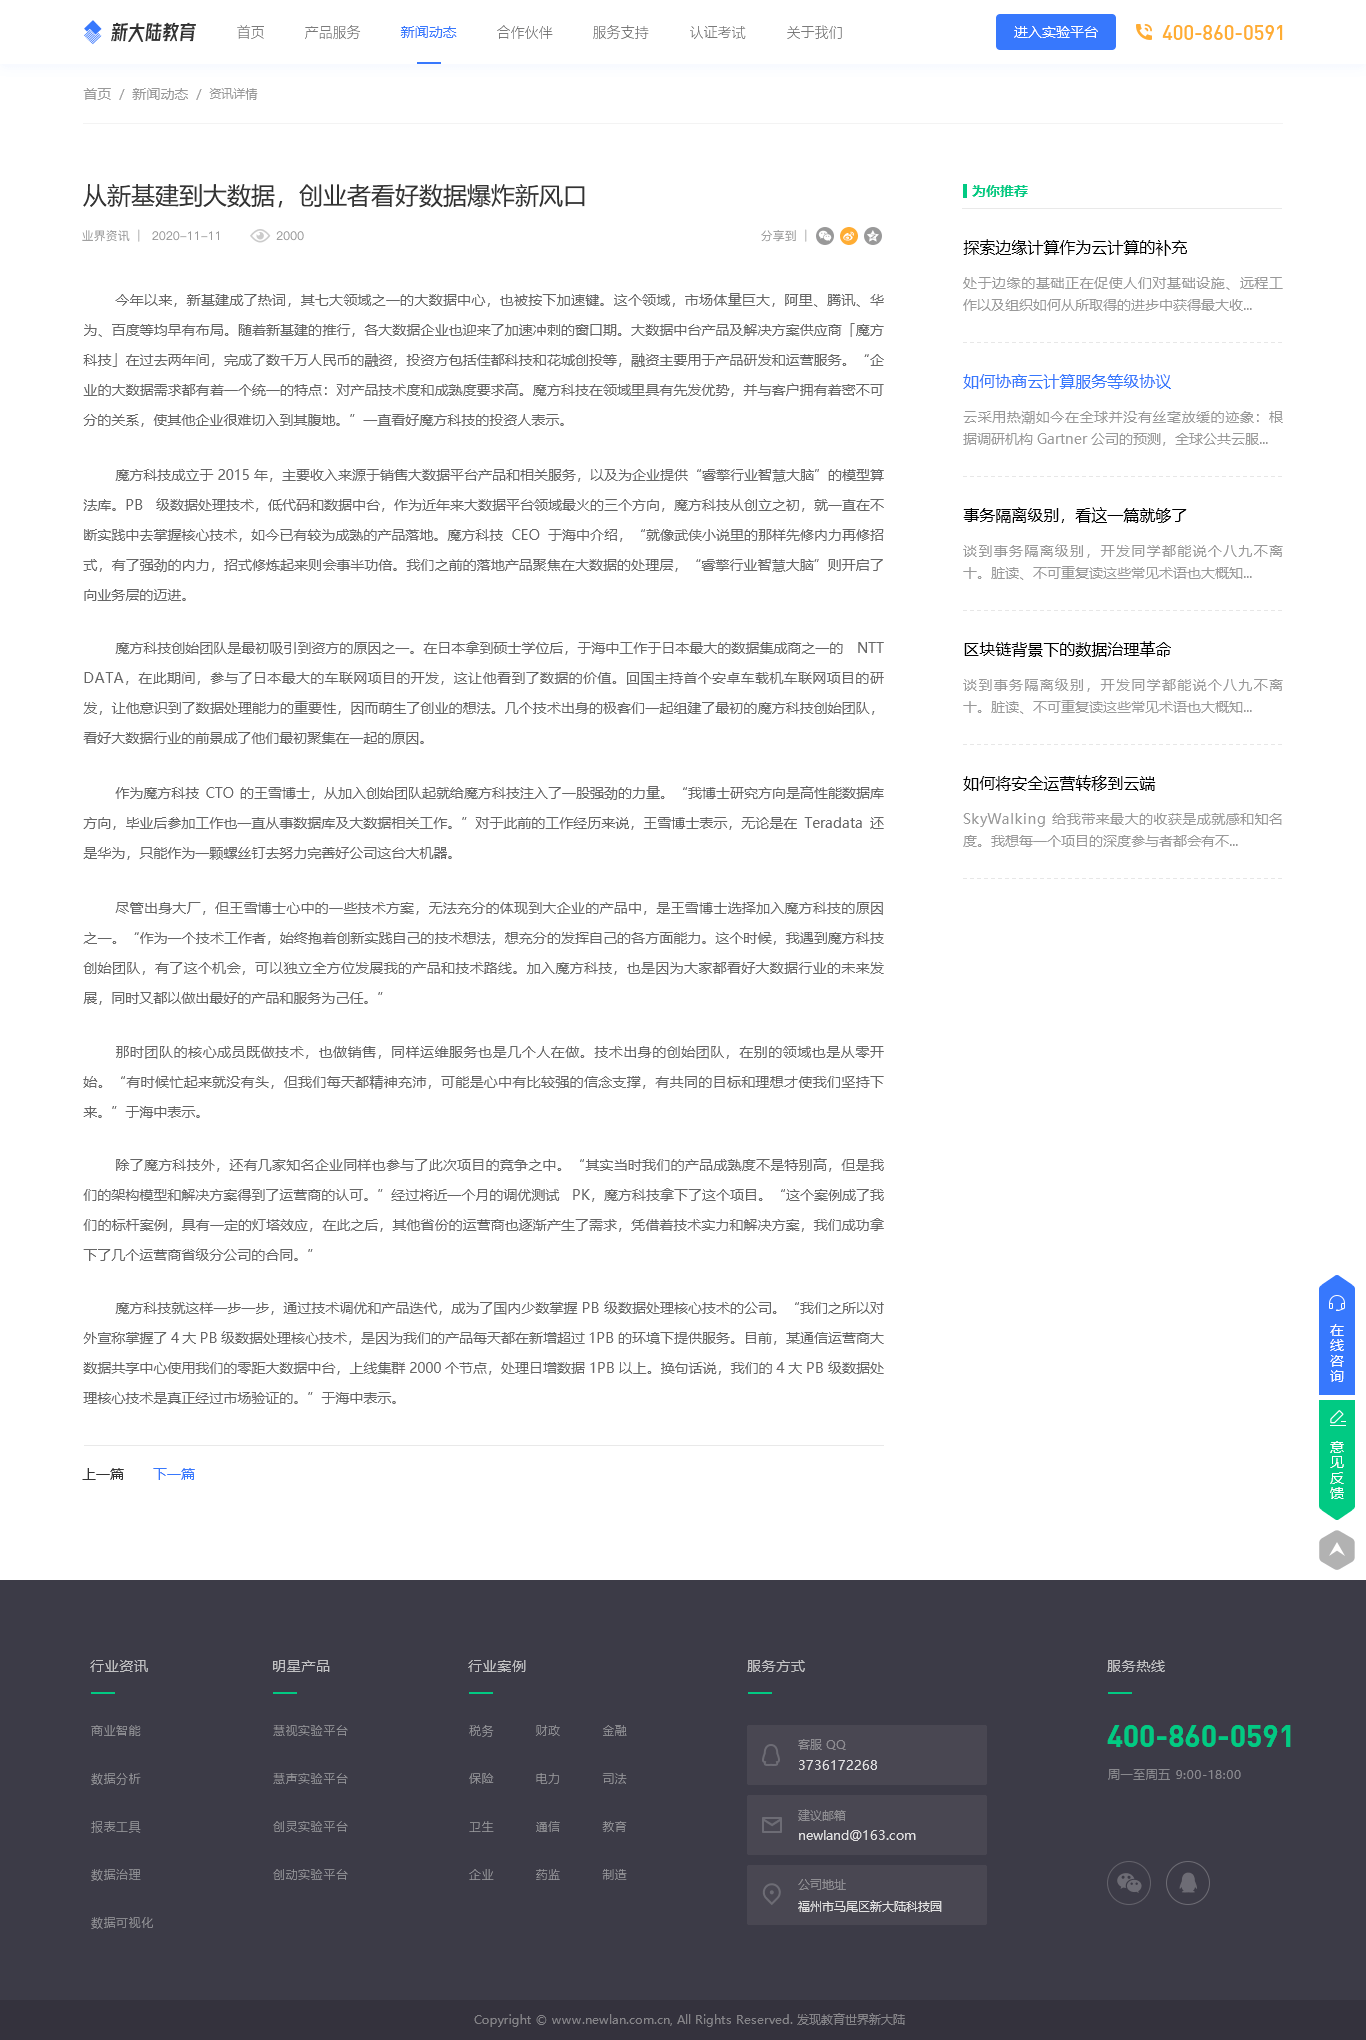 新大陆教育
首页 产品服务 新闻动态 合作伙伴 服务支持 认证考试 关于我们
进入实验平台
400-860-0591
首页 / 新闻动态 / 资讯详情
从新基建到大数据，创业者看好数据爆炸新风口
业界资讯 | 2020-11-11 2000
分享到 |
今年以来，新基建成了热词，其七大领域之一的大数据中心，也被按下加速键。这个领域，市场体量巨大，阿里、腾讯、华
为、百度等均早有布局。随着新基建的推行，各大数据企业也迎来了加速冲刺的窗口期。大数据中台产品及解决方案供应商「魔方
科技」在过去两年间，完成了数千万人民币的融资，投资方包括佳都科技和花城创投等，融资主要用于产品研发和运营服务。“企
业的大数据需求都有着一个统一的特点：对产品技术度和成熟度要求高。魔方科技在领域里具有先发优势，并与客户拥有着密不可
分的关系，使其他企业很难切入到其腹地。”一直看好魔方科技的投资人表示。
魔方科技成立于 2015 年，主要收入来源于销售大数据平台产品和相关服务，以及为企业提供“睿擎行业智慧大脑”的模型算
法库。PB 级数据处理技术，低代码和数据中台，作为近年来大数据平台领域最火的三个方向，魔方科技从创立之初，就一直在不
断实践中去掌握核心技术，如今已有较为成熟的产品落地。魔方科技 CEO 于海中介绍，“就像武侠小说里的那样先修内力再修招
式，有了强劲的内力，招式修炼起来则会事半功倍。我们之前的落地产品聚焦在大数据的处理层，“睿擎行业智慧大脑”则开启了
向业务层的迈进。
魔方科技创始团队是最初吸引到资方的原因之一。在日本拿到硕士学位后，于海中工作于日本最大的数据集成商之一的 NTT
DATA，在此期间，参与了日本最大的车联网项目的开发，这让他看到了数据的价值。回国主持首个安卓车载机车联网项目的研
发，让他意识到了数据处理能力的重要性，因而萌生了创业的想法。几个技术出身的极客们一起组建了最初的魔方科技创始团队，
看好大数据行业的前景成了他们最初聚集在一起的原因。
作为魔方科技 CTO 的王雪博士，从加入创始团队起就给魔方科技注入了一股强劲的力量。“我博士研究方向是高性能数据库
方向，毕业后参加工作也一直从事数据库及大数据相关工作。”对于此前的工作经历来说，王雪博士表示，无论是在 Teradata 还
是华为，只能作为一颗螺丝钉去努力完善好公司这台大机器。
尽管出身大厂，但王雪博士心中的一些技术方案，无法充分的体现到大企业的产品中，是王雪博士选择加入魔方科技的原因
之一。“作为一个技术工作者，始终抱着创新实践自己的技术想法，想充分的发挥自己的各方面能力。这个时候，我遇到魔方科技
创始团队，有了这个机会，可以独立全方位发展我的产品和技术路线。加入魔方科技，也是因为大家都看好大数据行业的未来发
展，同时又都以做出最好的产品和服务为己任。”
那时团队的核心成员既做技术，也做销售，同样运维服务也是几个人在做。技术出身的创始团队，在别的领域也是从零开
始。“有时候忙起来就没有头，但我们每天都精神充沛，可能是心中有比较强的信念支撑，有共同的目标和理想才使我们坚持下
来。”于海中表示。
除了魔方科技外，还有几家知名企业同样也参与了此次项目的竞争之中。“其实当时我们的产品成熟度不是特别高，但是我
们的架构模型和解决方案得到了运营商的认可。”经过将近一个月的调优测试 PK，魔方科技拿下了这个项目。“这个案例成了我
们的标杆案例，具有一定的灯塔效应，在此之后，其他省份的运营商也逐渐产生了需求，凭借着技术实力和解决方案，我们成功拿
下了几个运营商省级分公司的合同。”
魔方科技就这样一步一步，通过技术调优和产品迭代，成为了国内少数掌握 PB 级数据处理核心技术的公司。“我们之所以对
外宣称掌握了 4 大 PB 级数据处理核心技术，是因为我们的产品每天都在新增超过 1PB 的环境下提供服务。目前，某通信运营商大
数据共享中心使用我们的零距大数据中台，上线集群 2000 个节点，处理日增数据 1PB 以上。换句话说，我们的 4 大 PB 级数据处
理核心技术是真正经过市场验证的。”于海中表示。
上一篇 下一篇
为你推荐
探索边缘计算作为云计算的补充
处于边缘的基础正在促使人们对基础设施、远程工
作以及组织如何从所取得的进步中获得最大收...
如何协商云计算服务等级协议
云采用热潮如今在全球并没有丝毫放缓的迹象：根
据调研机构 Gartner 公司的预测，全球公共云服...
事务隔离级别，看这一篇就够了
谈到事务隔离级别，开发同学都能说个八九不离
十。脏读、不可重复读这些常见术语也大概知...
区块链背景下的数据治理革命
谈到事务隔离级别，开发同学都能说个八九不离
十。脏读、不可重复读这些常见术语也大概知...
如何将安全运营转移到云端
SkyWalking 给我带来最大的收获是成就感和知名
度。我想每一个项目的深度参与者都会有不...
在线咨询
意见反馈
行业资讯 明星产品 行业案例 服务方式 服务热线
商业智能 慧视实验平台 税务 财政 金融
数据分析 慧声实验平台 保险 电力 司法
报表工具 创灵实验平台 卫生 通信 教育
数据治理 创动实验平台 企业 药监 制造
数据可视化
客服 QQ
3736172268
建议邮箱
newland@163.com
公司地址
福州市马尾区新大陆科技园
400-860-0591
周一至周五 9:00-18:00
Copyright © www.newlan.com.cn, All Rights Reserved. 发现教育世界新大陆